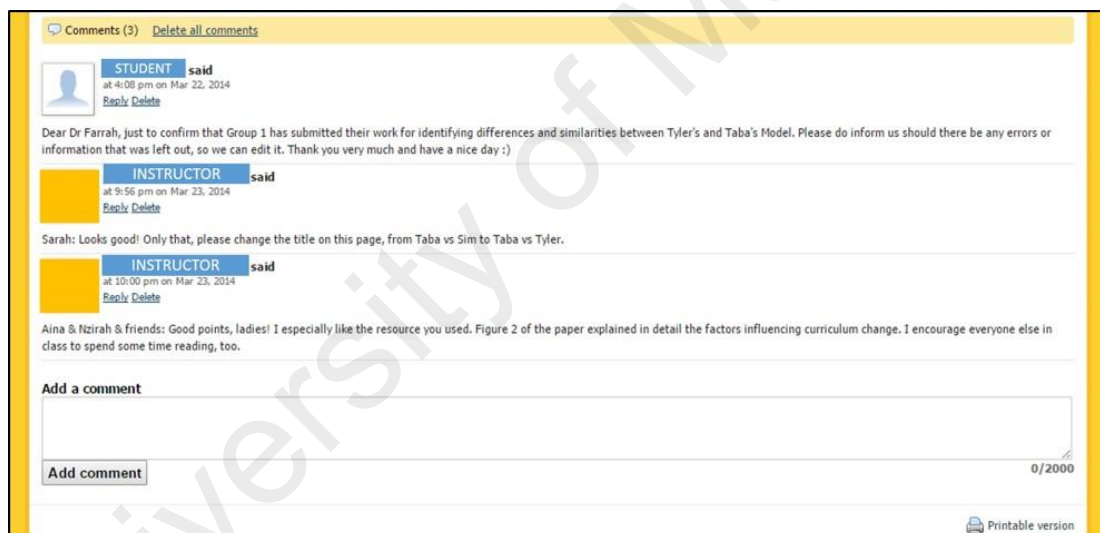 Comments (3) Delete all comments
STUDENT said
at 4:08 pm on Mar 22, 2014
Reply Delete
Dear Dr Farrah, just to confirm that Group 1 has submitted their work for identifying differences and similarities between Tyler's and Taba's Model. Please do inform us should there be any errors or
information that was left out, so we can edit it. Thank you very much and have a nice day :)
INSTRUCTOR said
at 9:56 pm on Mar 23, 2014
Reply Delete
Sarah: Looks good! Only that, please change the title on this page, from Taba vs Sim to Taba vs Tyler.
INSTRUCTOR said
at 10:00 pm on Mar 23, 2014
Reply Delete
Aina & Nzirah & friends: Good points, ladies! I especially like the resource you used. Figure 2 of the paper explained in detail the factors influencing curriculum change. I encourage everyone else in
class to spend some time reading, too.
Add a comment
Add comment
0/2000
Printable version
versity of M